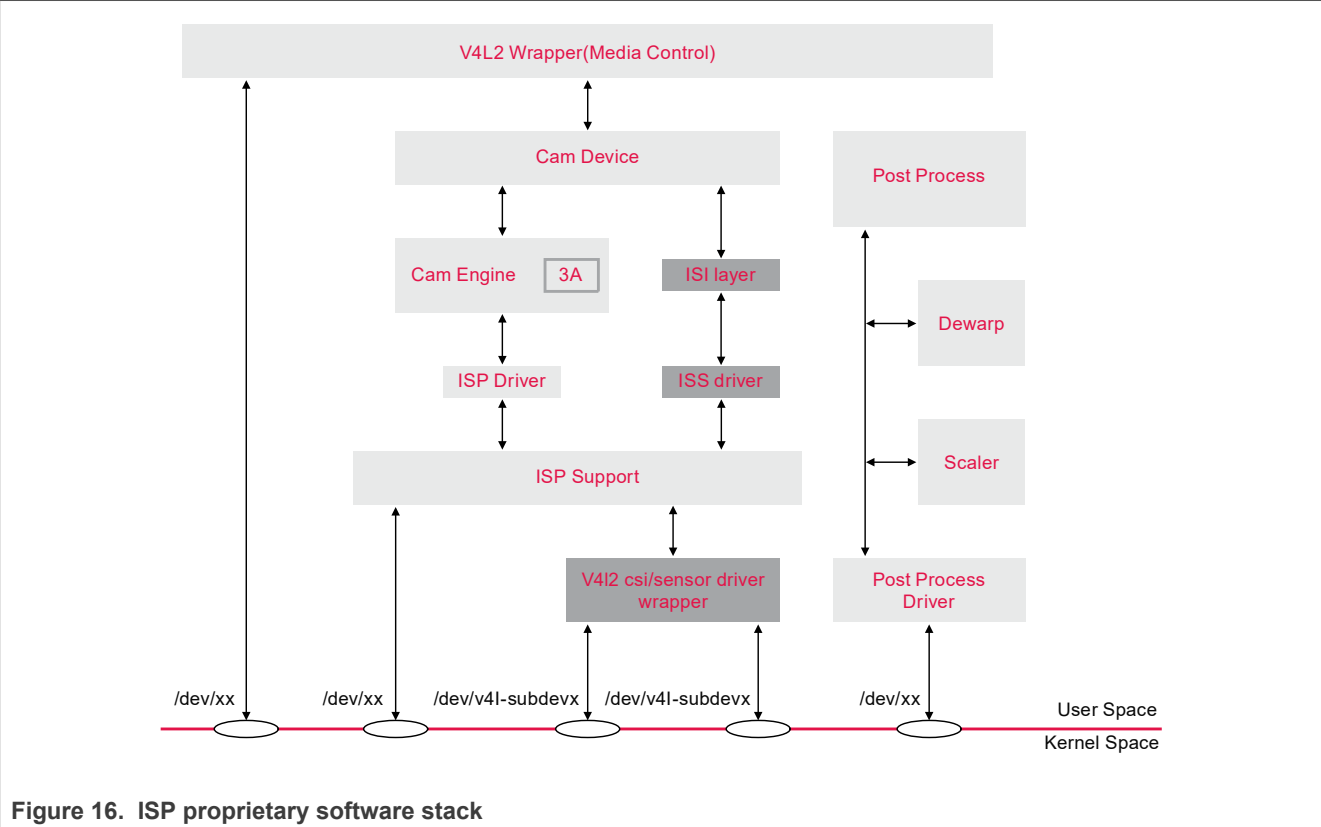 V4L2 Wrapper(Media Control)
Cam Device
Post Process
Cam Engine
3A
ISI layer
Dewarp
ISP Driver
ISS driver
Scaler
ISP Support
V4l2 csi/sensor driver
wrapper
Post Process
Driver
/dev/xx
/dev/xx
/dev/v4l-subdevx
/dev/v4l-subdevx
/dev/xx
User Space
Kernel Space
Figure 16. ISP proprietary software stack